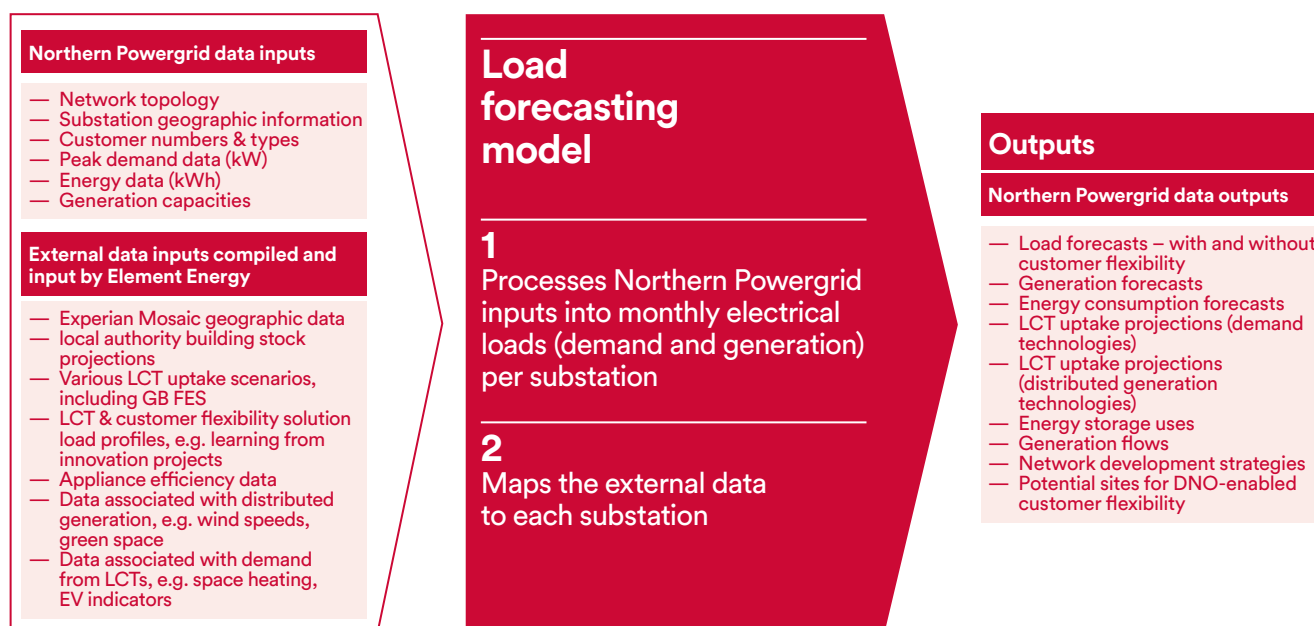 Northern Powergrid data inputs
— Network topology
— Substation geographic information
— Customer numbers & types
— Peak demand data (kW)
— Energy data (kWh)
— Generation capacities
External data inputs compiled and
input by Element Energy
— Experian Mosaic geographic data
— local authority building stock
projections
— Various LCT uptake scenarios,
including GB FES
— LCT & customer flexibility solution
load profiles, e.g. learning from
innovation projects
— Appliance efficiency data
— Data associated with distributed
generation, e.g. wind speeds,
green space
— Data associated with demand
from LCTs, e.g. space heating,
EV indicators
Load
forecasting
model
1
Processes Northern Powergrid
inputs into monthly electrical
loads (demand and generation)
per substation
2
Maps the external data
to each substation
Outputs
Northern Powergrid data outputs
— Load forecasts – with and without
customer flexibility
— Generation forecasts
— Energy consumption forecasts
— LCT uptake projections (demand
technologies)
— LCT uptake projections
(distributed generation
technologies)
— Energy storage uses
— Generation flows
— Network development strategies
— Potential sites for DNO-enabled
customer flexibility